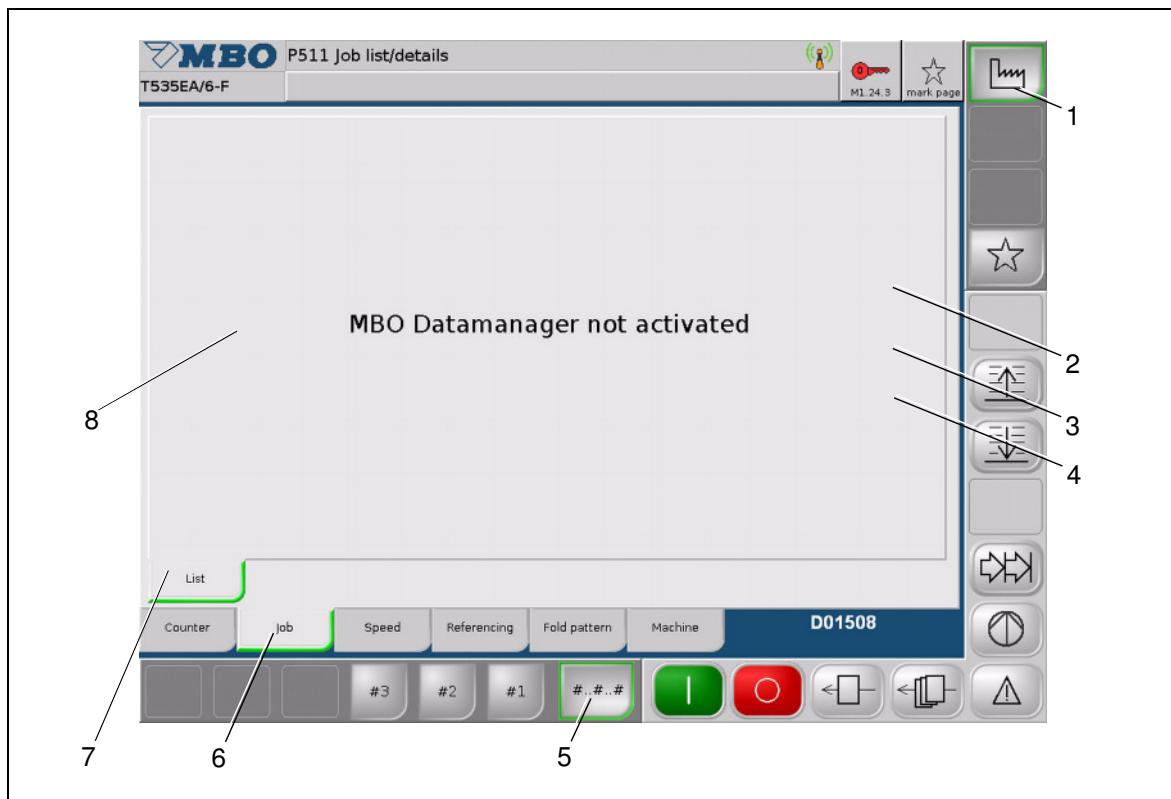 MBO
P511 Job list/details
T535EA/6-F
0
M1.24.3
mark page
1
MBO Datamanager not activated
2
3
4
8
List
Counter
Job
Speed
Referencing
Fold pattern
Machine
D01508
#3
#2
#1
#..#..#
7
6
5